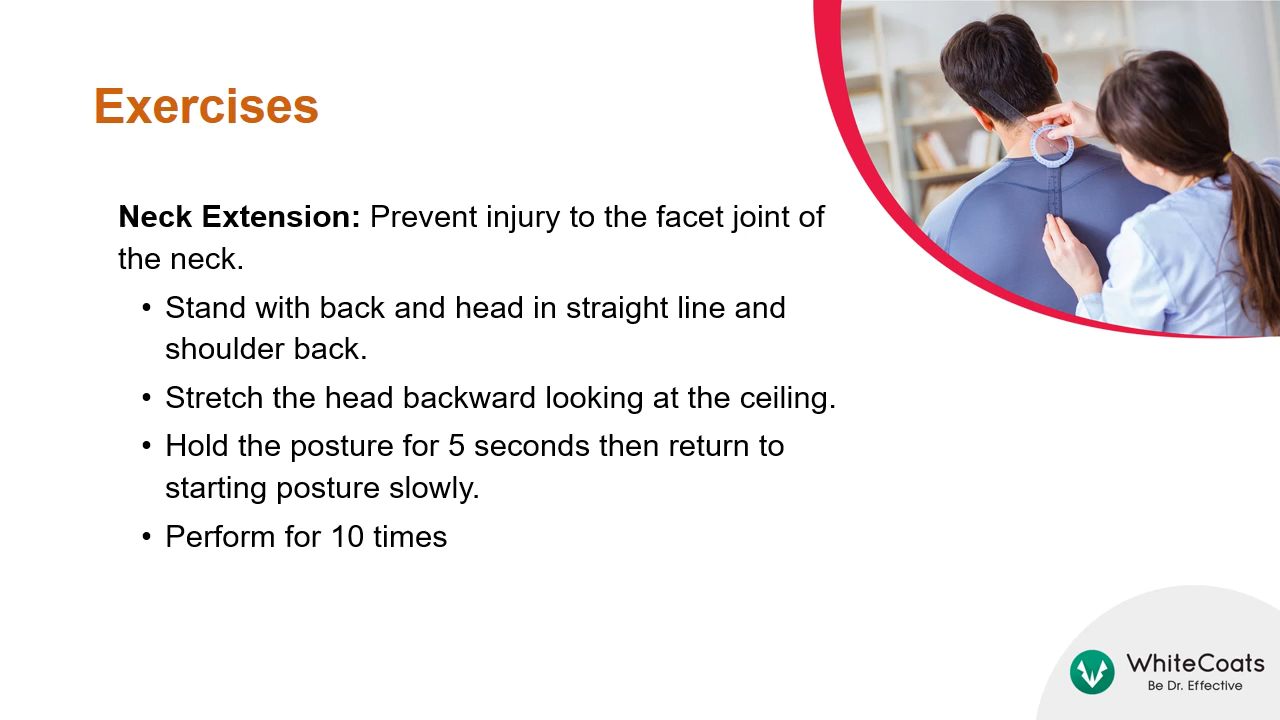 Exercises
Neck Extension: Prevent injury to the facet joint of
the neck.
• Stand with back and head in straight line and
shoulder back.
• Stretch the head backward looking at the ceiling.
• Hold the posture for 5 seconds then return to
starting posture slowly.
• Perform for 10 times
WhiteCoats
Be Dr. Effective